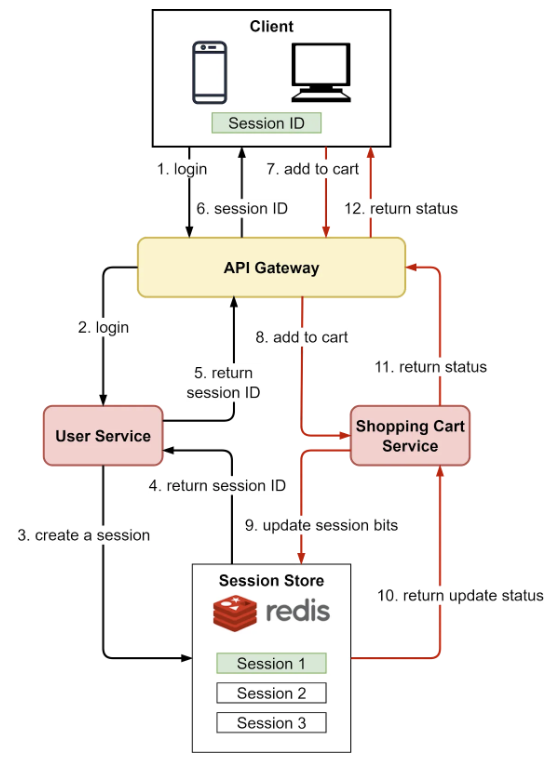 Client
Session ID
1. login
7. add to cart
6. session ID
12. return status
API Gateway
2. login
8. add to cart
5. return
session ID
11. return status
User Service
Shopping Cart
Service
4. return session ID
3. create a session
9. update session bits
Session Store
redis
10. return update status
Session 1
Session 2
Session 3